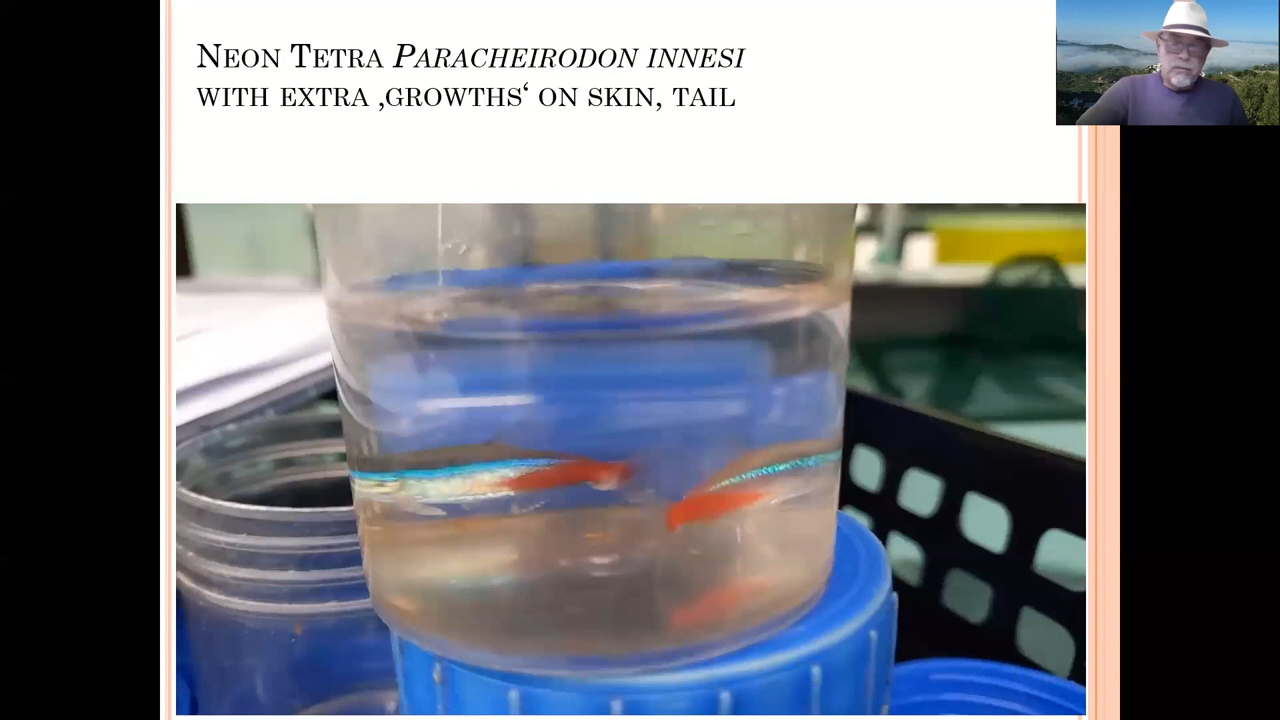 Neon Tetra Paracheirodon innesi
with extra ‚growths‘ on skin, tail